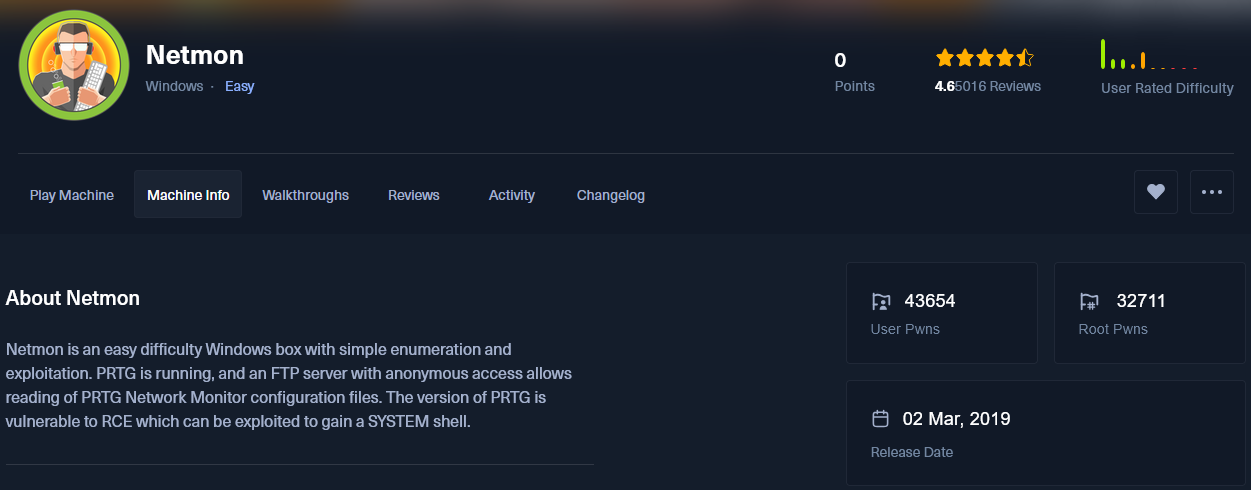 Netmon
Windows · Easy
0
Points
4.65016 Reviews
User Rated Difficulty
Play Machine
Machine Info
Walkthroughs
Reviews
Activity
Changelog
About Netmon
Netmon is an easy difficulty Windows box with simple enumeration and
exploitation. PRTG is running, and an FTP server with anonymous access allows
reading of PRTG Network Monitor configuration files. The version of PRTG is
vulnerable to RCE which can be exploited to gain a SYSTEM shell.
43654
User Pwns
32711
Root Pwns
02 Mar, 2019
Release Date